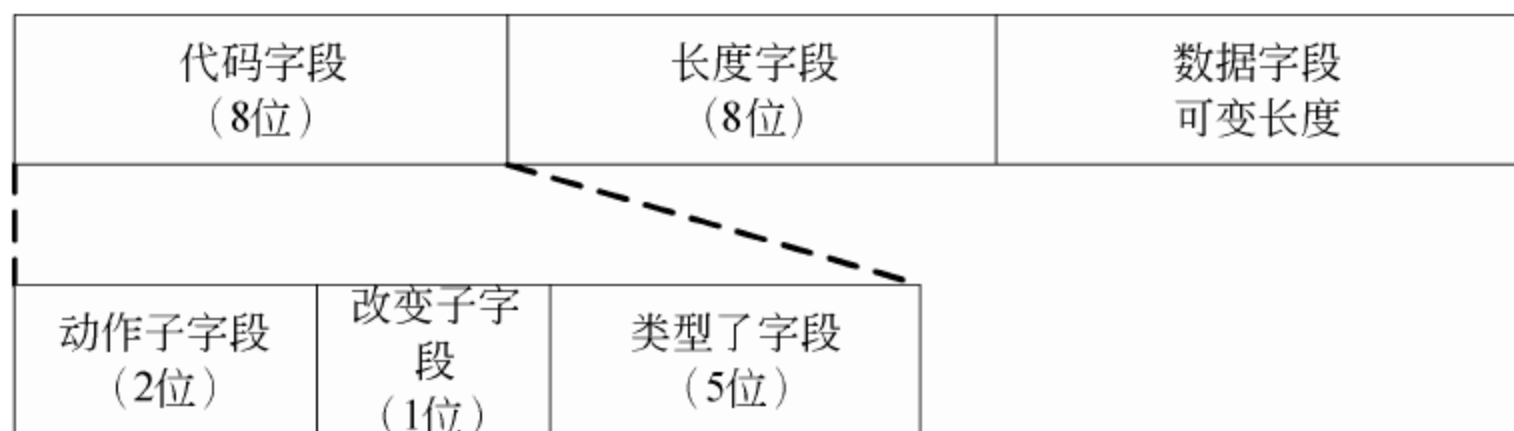 代码字段
（8位）
长度字段
（8位）
数据字段
可变长度
动作子字段
（2位）
改变子字
段
（1位）
类型了字段
（5位）